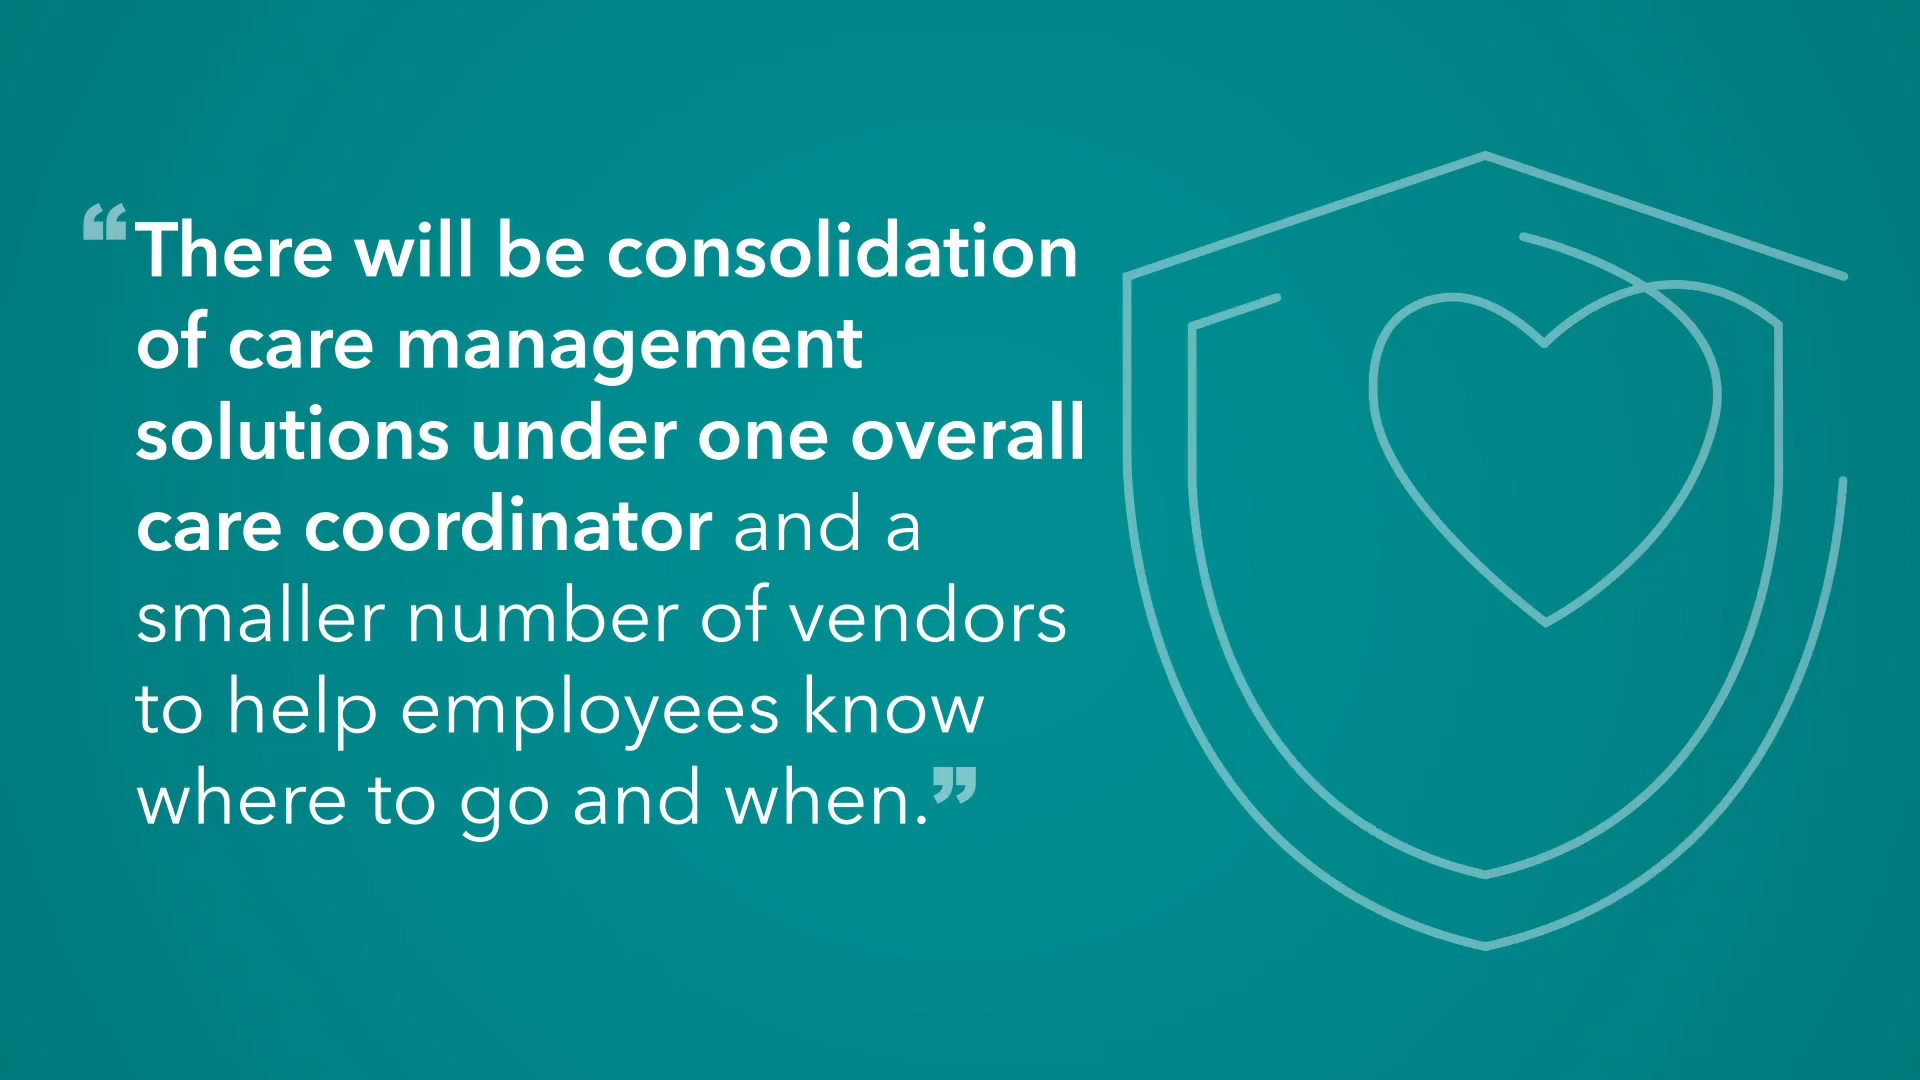 “There will be consolidation
of care management
solutions under one overall
care coordinator and a
smaller number of vendors
to help employees know
where to go and when.”